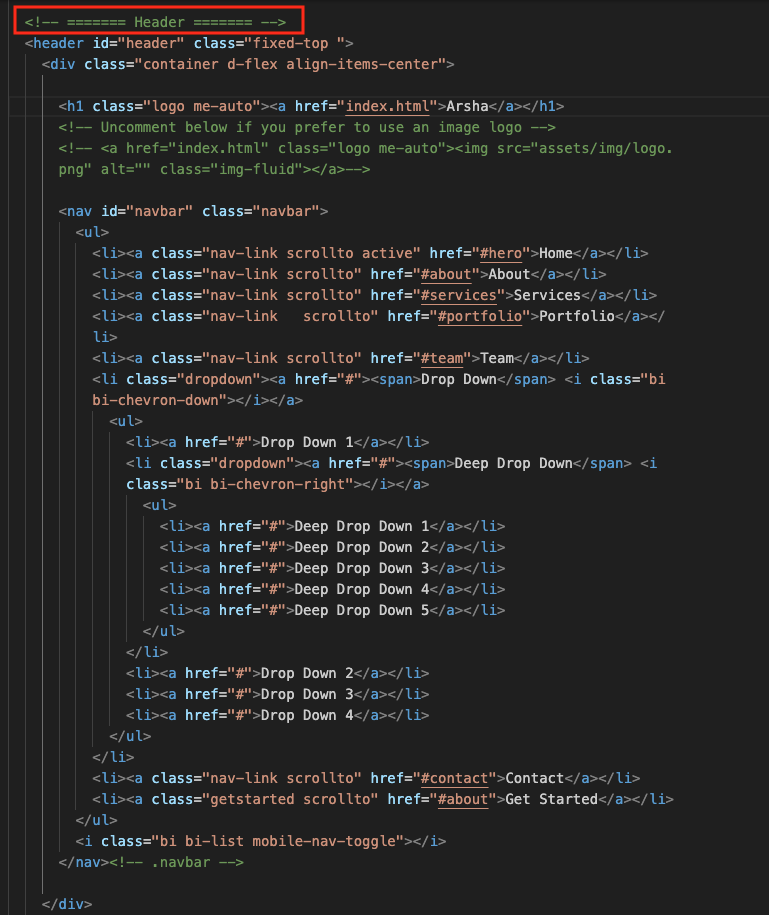 <!-- ======= Header ======= -->
<header id="header" class="fixed-top ">
<div class="container d-flex align-items-center">
<h1 class="logo me-auto"><a href="index.html">Arsha</a></h1>
<!-- Uncomment below if you prefer to use an image logo -->
<!-- <a href="index.html" class="logo me-auto"><img src="assets/img/logo.
png" alt="" class="img-fluid"></a>-->
<nav id="navbar" class="navbar">
<ul>
<li><a class="nav-link scrollto active" href="#hero">Home</a></li>
<li><a class="nav-link scrollto" href="#about">About</a></li>
<li><a class="nav-link scrollto" href="#services">Services</a></li>
<li><a class="nav-link   scrollto" href="#portfolio">Portfolio</a></
li>
<li><a class="nav-link scrollto" href="#team">Team</a></li>
<li class="dropdown"><a href="#"><span>Drop Down</span> <i class="bi
bi-chevron-down"></i></a>
<ul>
<li><a href="#">Drop Down 1</a></li>
<li class="dropdown"><a href="#"><span>Deep Drop Down</span> <i
class="bi bi-chevron-right"></i></a>
<ul>
<li><a href="#">Deep Drop Down 1</a></li>
<li><a href="#">Deep Drop Down 2</a></li>
<li><a href="#">Deep Drop Down 3</a></li>
<li><a href="#">Deep Drop Down 4</a></li>
<li><a href="#">Deep Drop Down 5</a></li>
</ul>
</li>
<li><a href="#">Drop Down 2</a></li>
<li><a href="#">Drop Down 3</a></li>
<li><a href="#">Drop Down 4</a></li>
</ul>
</li>
<li><a class="nav-link scrollto" href="#contact">Contact</a></li>
<li><a class="getstarted scrollto" href="#about">Get Started</a></li>
</ul>
<i class="bi bi-list mobile-nav-toggle"></i>
</nav><!-- .navbar -->
</div>